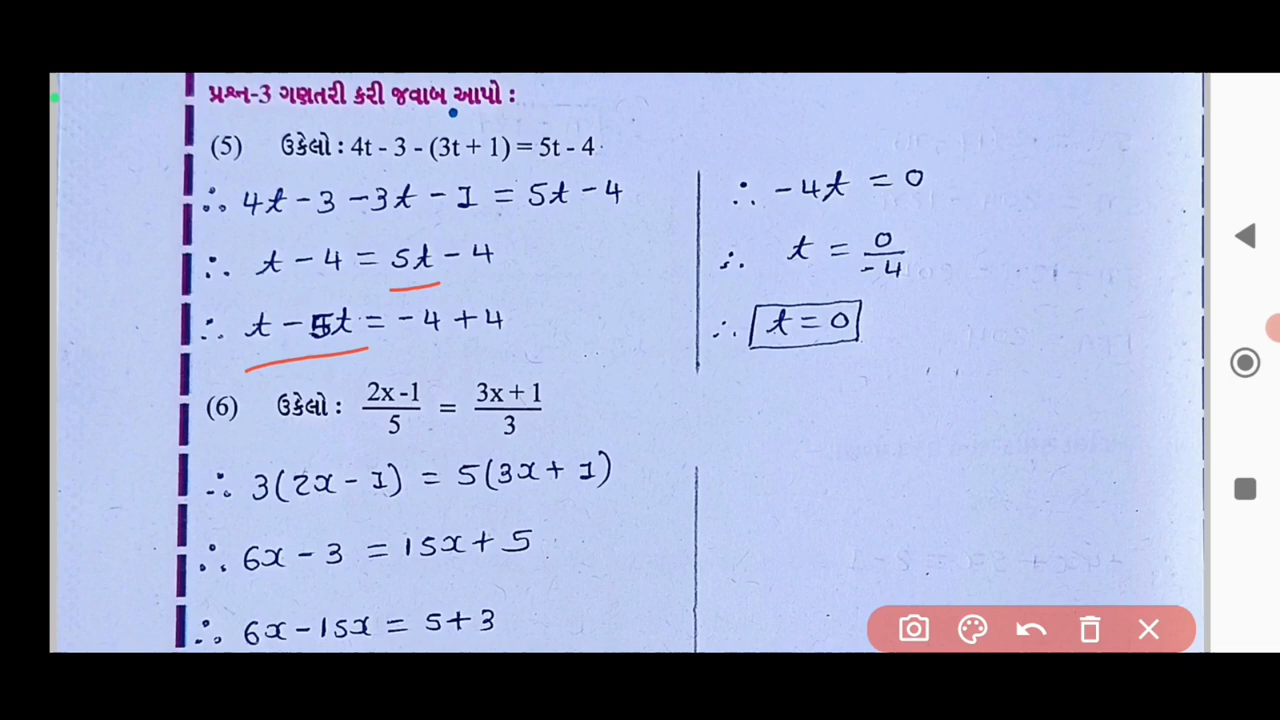 પ્રશ્ન-3 ગણતરી કરી જવાબ આપો :
(5) ઉકેલો : 4t - 3 - (3t + 1) = 5t - 4
∴ 4t - 3 - 3t - 1 = 5t - 4
∴ t - 4 = 5t - 4
∴ t - 5t = -4 + 4
∴ -4t = 0
∴ t = 0/-4
∴ t = 0
(6) ઉકેલો : (2x-1)/5 = (3x+1)/3
∴ 3(2x - 1) = 5(3x + 1)
∴ 6x - 3 = 15x + 5
∴ 6x - 15x = 5 + 3